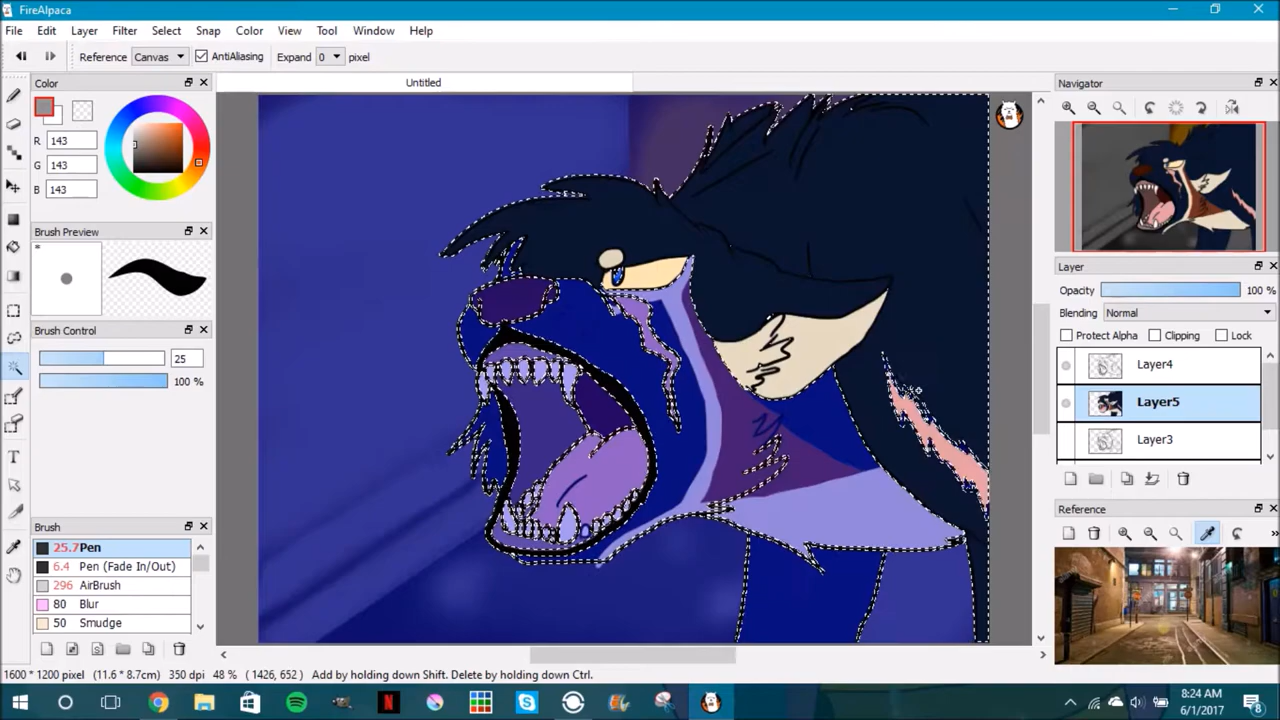 FireAlpaca
File Edit Layer Filter Select Snap Color View Tool Window Help
Reference Canvas AntiAliasing Expand 0 pixel
Color
Untitled
Navigator
R 143
G 143
B 143
Brush Preview
*
Layer
Opacity 100 %
Blending Normal
Protect Alpha Clipping Lock
Brush Control
25
100 %
Layer4
Layer5
Layer3
Reference
Brush
25.7 Pen
6.4 Pen (Fade In/Out)
296 AirBrush
80 Blur
50 Smudge
1600 * 1200 pixel (11.6 * 8.7cm) 350 dpi 48 % ( 1426, 652 ) Add by holding down Shift. Delete by holding down Ctrl.
8:24 AM
6/1/2017
8